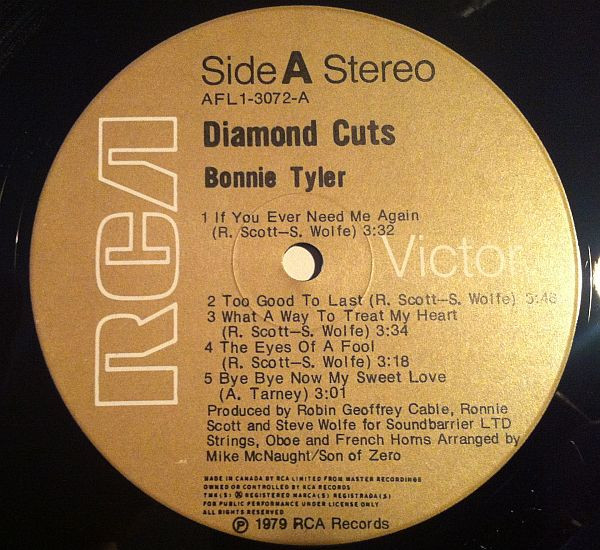 RCA
Side A Stereo
AFL1-3072-A
Diamond Cuts
Bonnie Tyler
1 If You Ever Need Me Again
(R. Scott—S. Wolfe) 3:32
Victor
2 Too Good To Last (R. Scott—S. Wolfe)
3 What A Way To Treat My Heart
(R. Scott—S. Wolfe) 3:34
4 The Eyes Of A Fool
(R. Scott—S. Wolfe) 3:18
5 Bye Bye Now My Sweet Love
(A. Tarney) 3:01
Produced by Robin Geoffrey Cable, Ronnie
Scott and Steve Wolfe for Soundbarrier LTD
Strings, Oboe and French Horns Arranged by
Mike McNaught/Son of Zero
MADE IN CANADA BY RCA LIMITED FROM MASTER RECORDINGS
OWNED OR CONTROLLED BY RCA RECORDS
TMK(S) ® REGISTERED MARCA(S) REGISTRADA(S)
FOR PUBLIC PERFORMANCE UNDER LICENSE ONLY
ALL RIGHTS RESERVED
℗ 1979 RCA Records